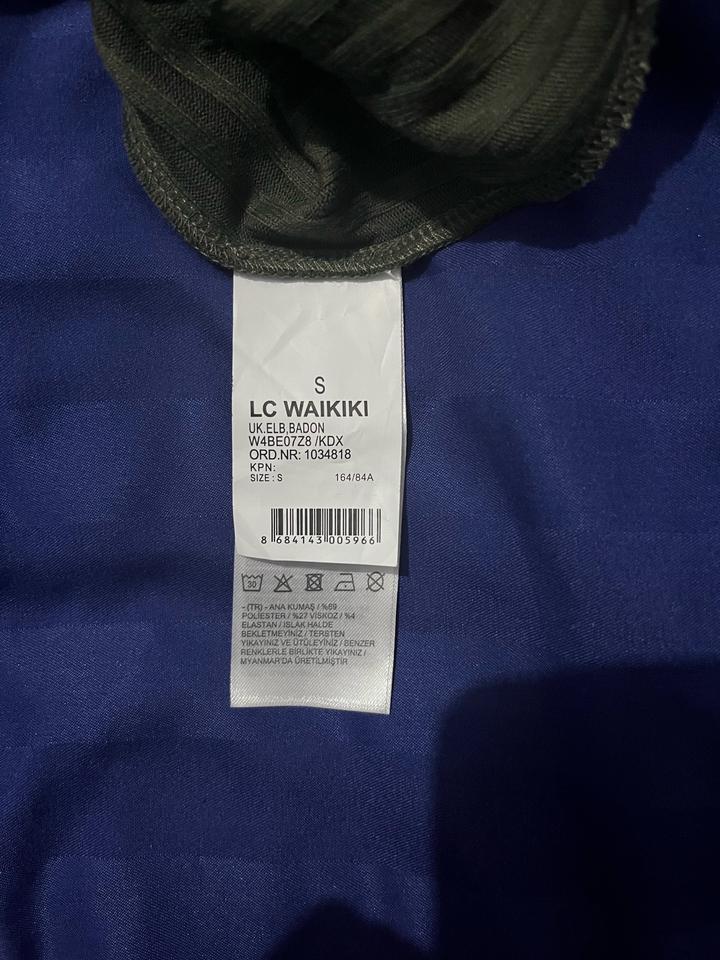 S
LC WAIKIKI
UK.ELB,BADON
W4BE07Z8 /KDX
ORD.NR: 1034818
KPN:
SIZE : S 164/84A
8 684143 005966
30
- (TR) - ANA KUMAŞ / %69
POLİESTER / %27 VİSKOZ / %4
ELASTAN / ISLAK HALDE
BEKLETMEYİNİZ / TERSTEN
YIKAYINIZ VE ÜTÜLEYİNİZ / BENZER
RENKLERLE BİRLİKTE YIKAYINIZ /
MYANMAR'DA ÜRETİLMİŞTİR